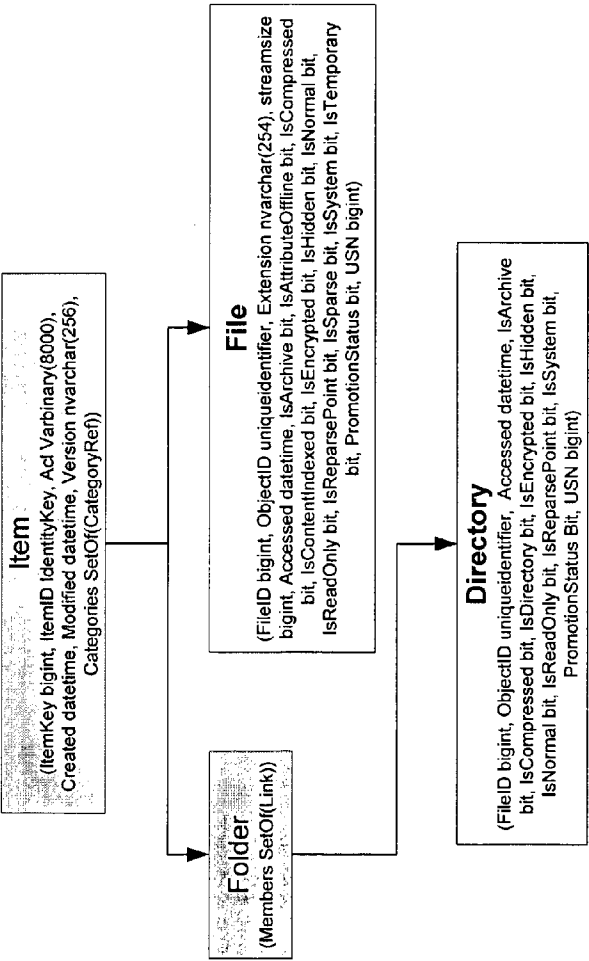 Item
(ItemKey bigint, ItemID IdentityKey, Acl Varbinary(8000),
Created datetime, Modified datetime, Version nvarchar(256),
Categories SetOf(CategoryRef))
Folder
(Members SetOf(Link))
File
(FileID bigint, ObjectID uniqueidentifier, Extension nvarchar(254), streamsize
bigint, Accessed datetime, IsArchive bit, IsAttributeOffline bit, IsCompressed
bit, IsContentIndexed bit, IsEncrypted bit, IsHidden bit, IsNormal bit,
IsReadOnly bit, IsReparsePoint bit, IsSparse bit, IsSystem bit, IsTemporary
bit, PromotionStatus bit, USN bigint)
Directory
(FileID bigint, ObjectID uniqueidentifier, Accessed datetime, IsArchive
bit, IsCompressed bit, IsDirectory bit, IsEncrypted bit, IsHidden bit,
IsNormal bit, IsReadOnly bit, IsReparsePoint bit, IsSystem bit,
PromotionStatus Bit, USN bigint)